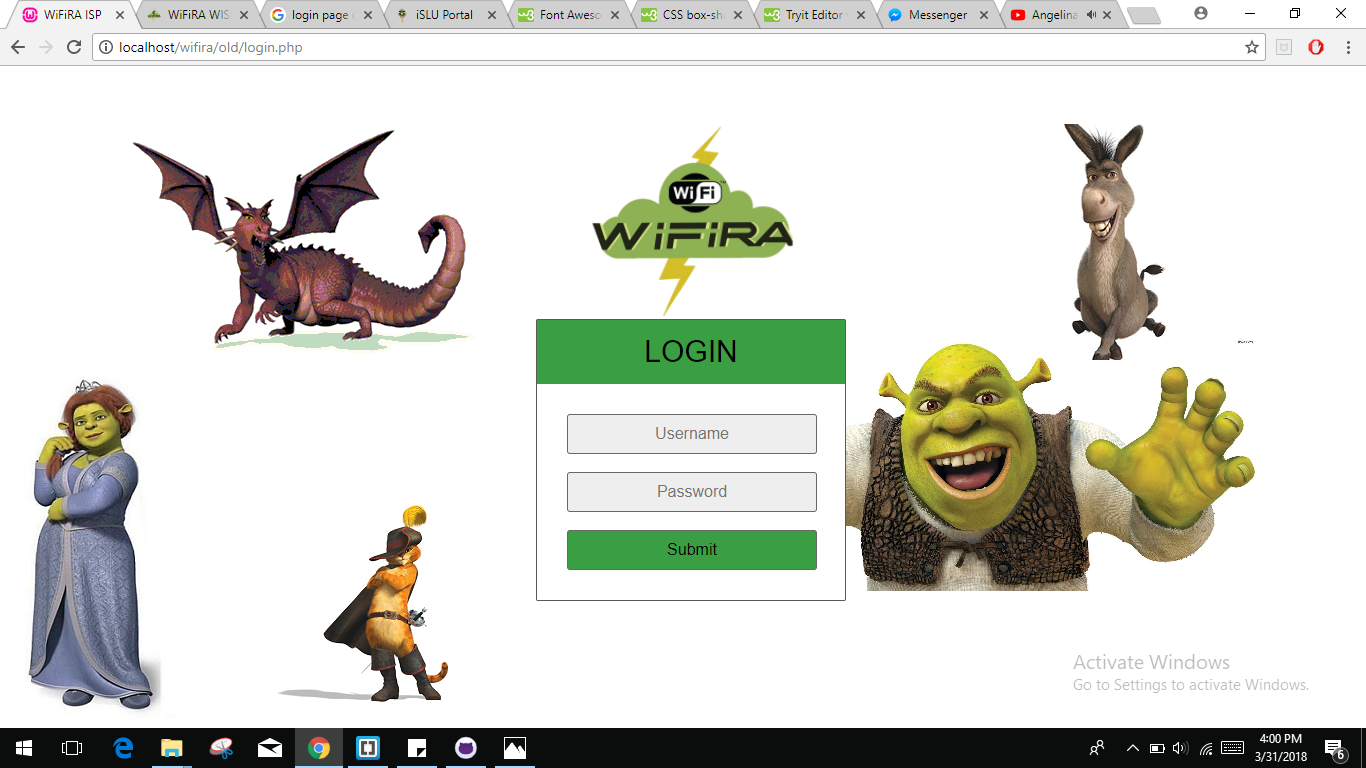 WiFiRA ISP
WiFiRA WIS
login page
iSLU Portal
Font Aweso
CSS box-sh
Tryit Editor
Messenger
Angelina
localhost/wifira/old/login.php
Wi Fi
WiFiRA
LOGIN
Username
Password
Submit
Activate Windows
Go to Settings to activate Windows.
4:00 PM
3/31/2018
6